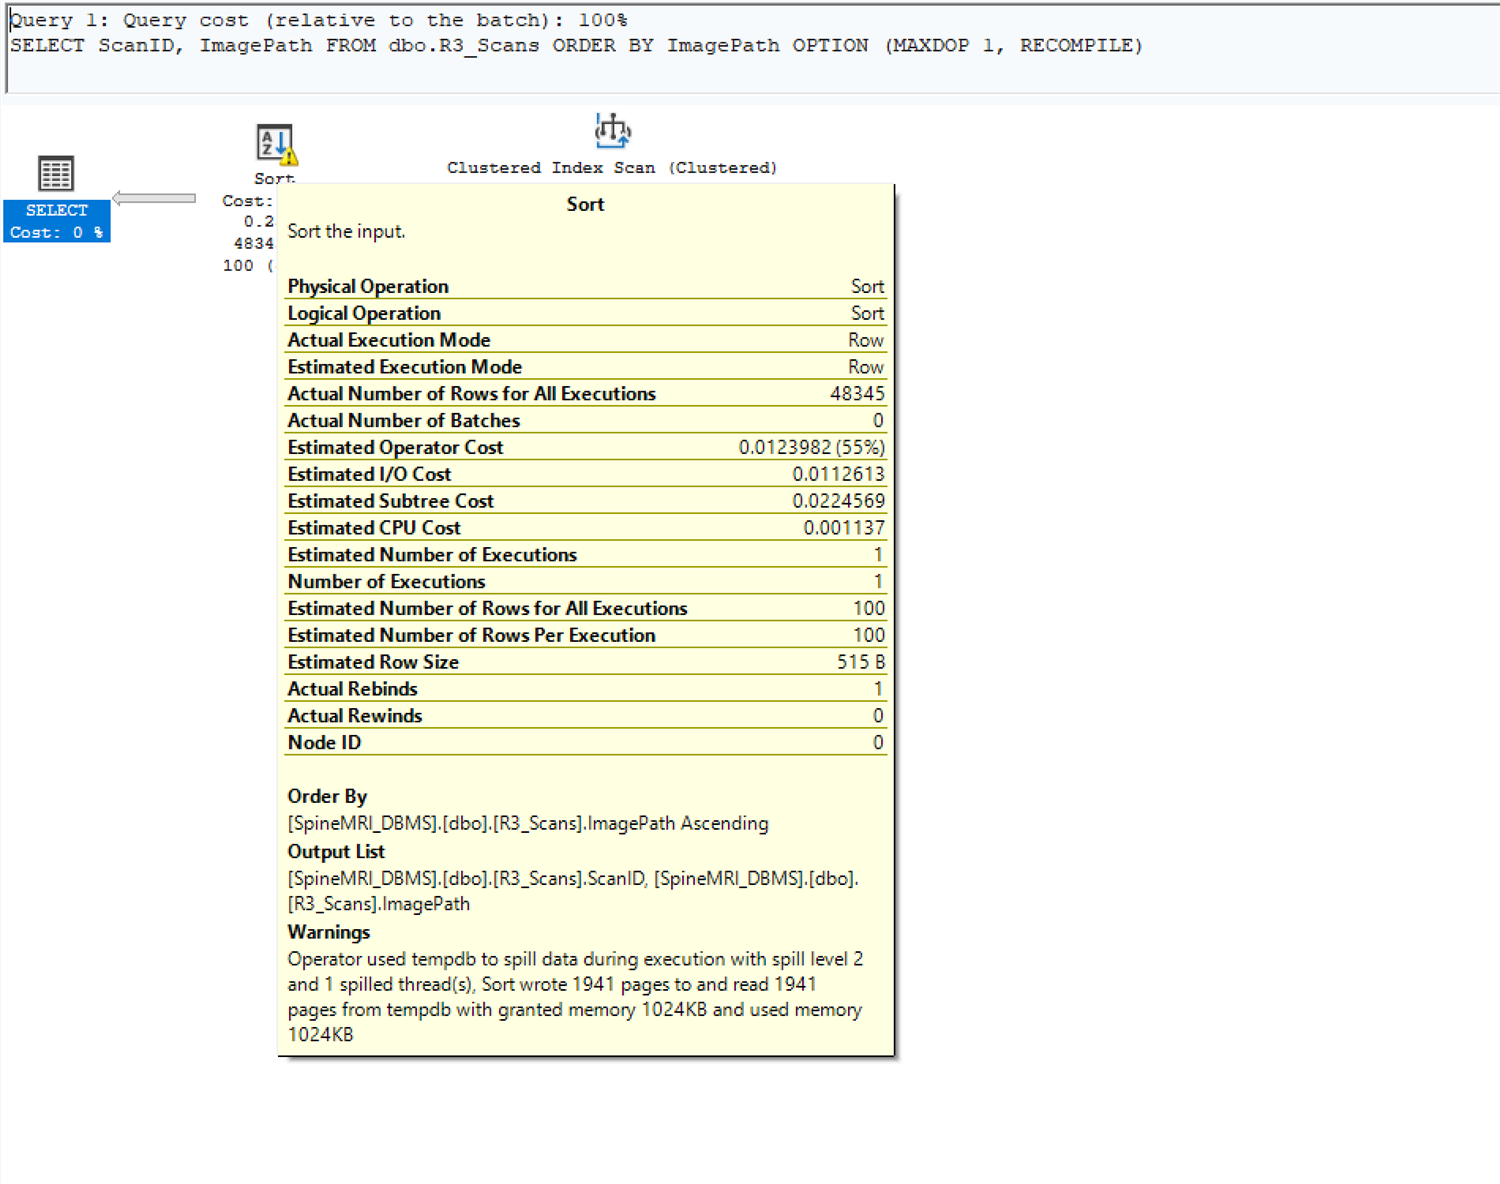 Query 1: Query cost (relative to the batch): 100%
SELECT ScanID, ImagePath FROM dbo.R3_Scans ORDER BY ImagePath OPTION (MAXDOP 1, RECOMPILE)
SELECT
Cost: 0 %
Sort
Cost:
0.2
4834
100 (
Clustered Index Scan (Clustered)
Sort
Sort the input.
Physical Operation Sort
Logical Operation Sort
Actual Execution Mode Row
Estimated Execution Mode Row
Actual Number of Rows for All Executions 48345
Actual Number of Batches 0
Estimated Operator Cost 0.0123982 (55%)
Estimated I/O Cost 0.0112613
Estimated Subtree Cost 0.0224569
Estimated CPU Cost 0.001137
Estimated Number of Executions 1
Number of Executions 1
Estimated Number of Rows for All Executions 100
Estimated Number of Rows Per Execution 100
Estimated Row Size 515 B
Actual Rebinds 1
Actual Rewinds 0
Node ID 0
Order By
[SpineMRI_DBMS].[dbo].[R3_Scans].ImagePath Ascending
Output List
[SpineMRI_DBMS].[dbo].[R3_Scans].ScanID, [SpineMRI_DBMS].[dbo].
[R3_Scans].ImagePath
Warnings
Operator used tempdb to spill data during execution with spill level 2
and 1 spilled thread(s), Sort wrote 1941 pages to and read 1941
pages from tempdb with granted memory 1024KB and used memory
1024KB